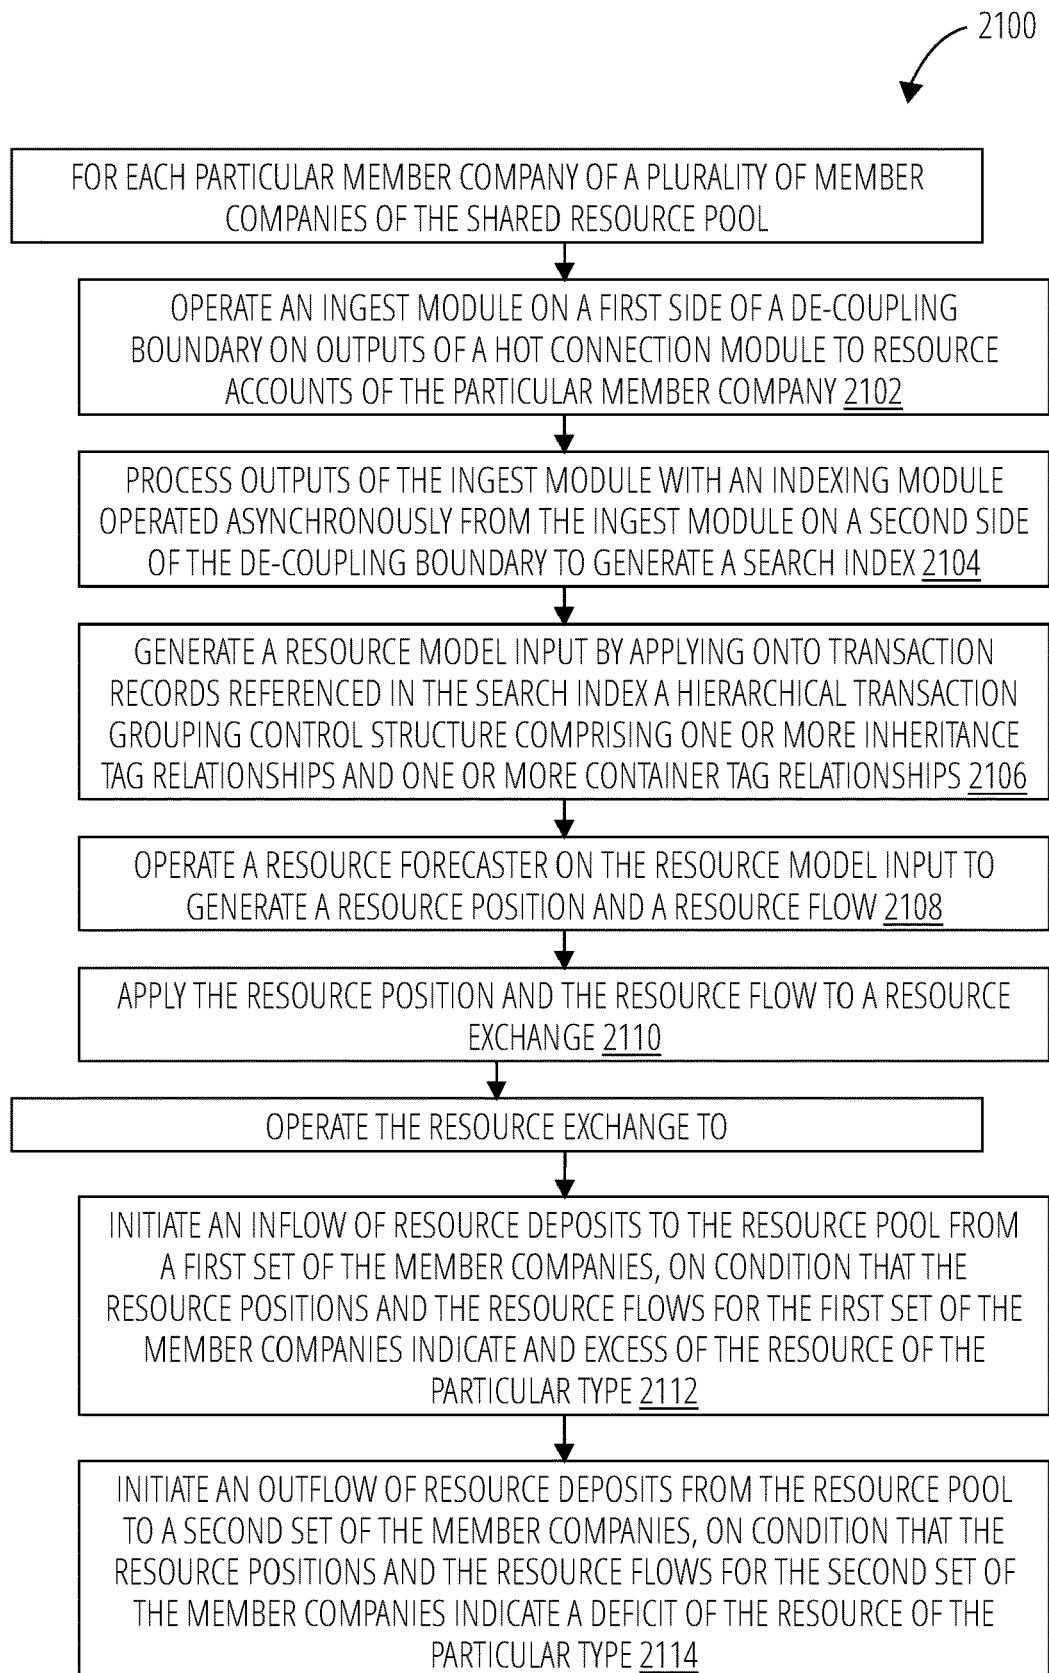 2100
FOR EACH PARTICULAR MEMBER COMPANY OF A PLURALITY OF MEMBER
COMPANIES OF THE SHARED RESOURCE POOL
OPERATE AN INGEST MODULE ON A FIRST SIDE OF A DE-COUPLING
BOUNDARY ON OUTPUTS OF A HOT CONNECTION MODULE TO RESOURCE
ACCOUNTS OF THE PARTICULAR MEMBER COMPANY 2102
PROCESS OUTPUTS OF THE INGEST MODULE WITH AN INDEXING MODULE
OPERATED ASYNCHRONOUSLY FROM THE INGEST MODULE ON A SECOND SIDE
OF THE DE-COUPLING BOUNDARY TO GENERATE A SEARCH INDEX 2104
GENERATE A RESOURCE MODEL INPUT BY APPLYING ONTO TRANSACTION
RECORDS REFERENCED IN THE SEARCH INDEX A HIERARCHICAL TRANSACTION
GROUPING CONTROL STRUCTURE COMPRISING ONE OR MORE INHERITANCE
TAG RELATIONSHIPS AND ONE OR MORE CONTAINER TAG RELATIONSHIPS 2106
OPERATE A RESOURCE FORECASTER ON THE RESOURCE MODEL INPUT TO
GENERATE A RESOURCE POSITION AND A RESOURCE FLOW 2108
APPLY THE RESOURCE POSITION AND THE RESOURCE FLOW TO A RESOURCE
EXCHANGE 2110
OPERATE THE RESOURCE EXCHANGE TO
INITIATE AN INFLOW OF RESOURCE DEPOSITS TO THE RESOURCE POOL FROM
A FIRST SET OF THE MEMBER COMPANIES, ON CONDITION THAT THE
RESOURCE POSITIONS AND THE RESOURCE FLOWS FOR THE FIRST SET OF THE
MEMBER COMPANIES INDICATE AND EXCESS OF THE RESOURCE OF THE
PARTICULAR TYPE 2112
INITIATE AN OUTFLOW OF RESOURCE DEPOSITS FROM THE RESOURCE POOL
TO A SECOND SET OF THE MEMBER COMPANIES, ON CONDITION THAT THE
RESOURCE POSITIONS AND THE RESOURCE FLOWS FOR THE SECOND SET OF
THE MEMBER COMPANIES INDICATE A DEFICIT OF THE RESOURCE OF THE
PARTICULAR TYPE 2114